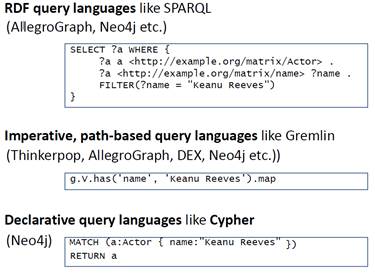 RDF query languages like SPARQL
(AllegroGraph, Neo4j etc.)
SELECT ?a WHERE {
?a a <http://example.org/matrix/Actor> .
?a <http://example.org/matrix/name> ?name .
FILTER(?name = "Keanu Reeves")
}
Imperative, path-based query languages like Gremlin
(Thinkerpop, AllegroGraph, DEX, Neo4j etc.))
g.V.has('name', 'Keanu Reeves').map
Declarative query languages like Cypher
(Neo4j)
MATCH (a:Actor { name:"Keanu Reeves" })
RETURN a